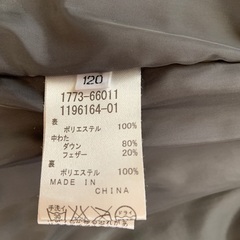 120
1773-66011
1196164-01
表
ポリエステル 100%
中わた
ダウン 80%
フェザー 20%
裏
ポリエステル 100%
MADE IN
CHINA